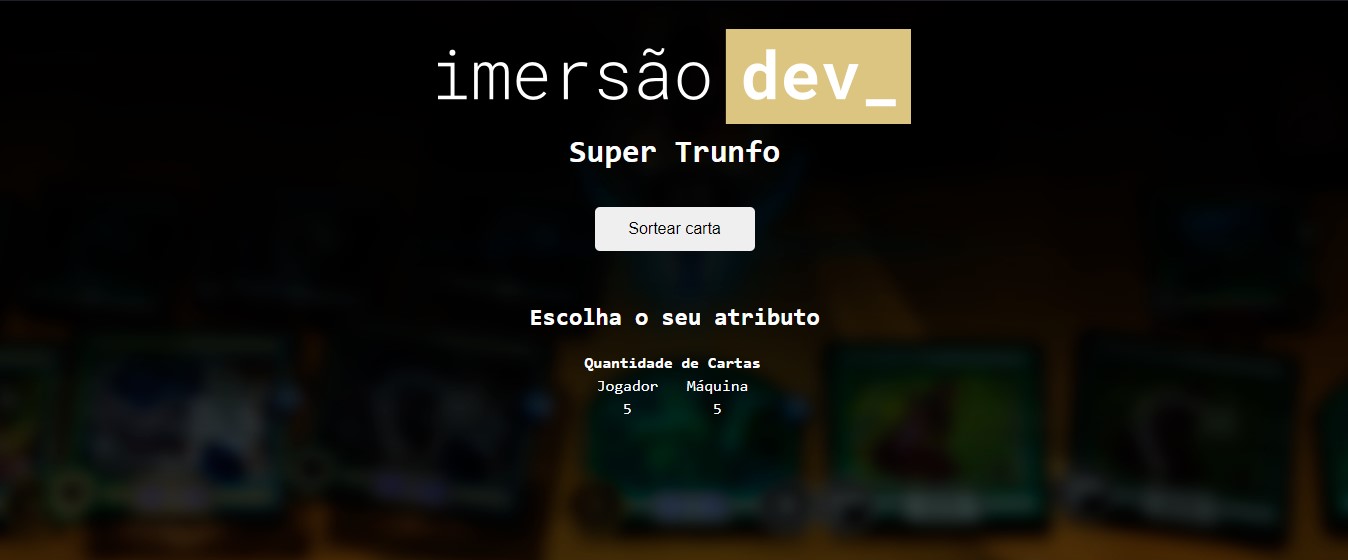 imersão dev_
Super Trunfo
Sortear carta
Escolha o seu atributo
Quantidade de Cartas
Jogador Máquina
5 5